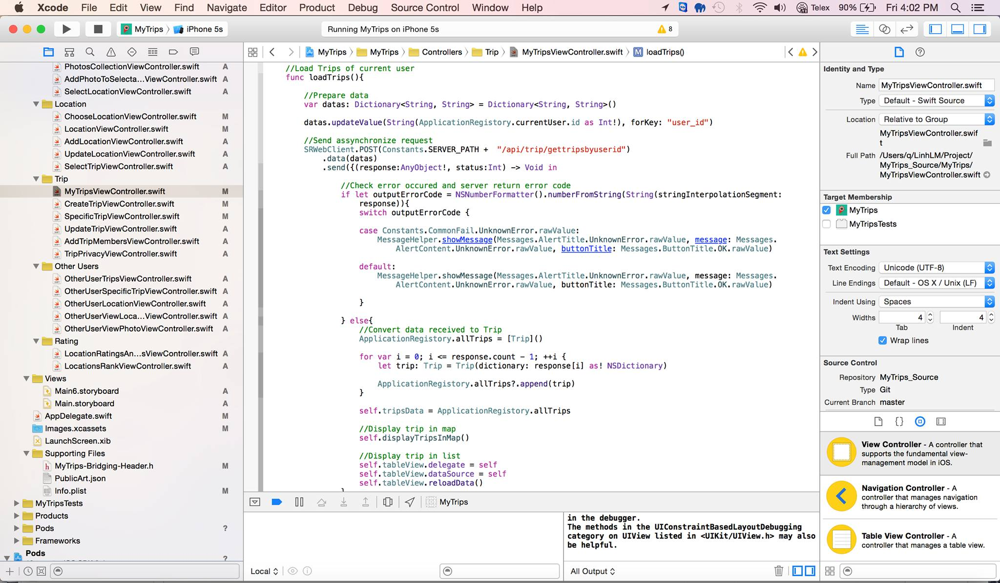 Xcode File Edit View Find Navigate Editor Product Debug Source Control Window Help Telex 90% Fri 4:02 PM
MyTrips iPhone 5s
Running MyTrips on iPhone 5s 8
PhotosCollectionViewController.swift A
AddPhotoToSelecta...ViewController.swift A
SelectLocationViewController.swift A
Location
ChooseLocationViewController.swift M
LocationViewController.swift M
AddLocationViewController.swift A
UpdateLocationViewController.swift A
SelectTripViewController.swift A
Trip
MyTripsViewController.swift M
CreateTripViewController.swift M
SpecificTripViewController.swift M
UpdateTripViewController.swift A
AddTripMembersViewController.swift A
TripPrivacyViewController.swift A
Other Users
OtherUserTripsViewController.swift A
OtherUserSpecificTripViewController.swift A
OtherUserLocationViewController.swift A
OtherUserViewLoca...ViewController.swift A
OtherUserViewPhotoViewController.swift A
Rating
LocationRatingsAn...sViewController.swift A
LocationsRankViewController.swift A
Views
Main6.storyboard A
Main.storyboard A
AppDelegate.swift M
Images.xcassets M
LaunchScreen.xib
Supporting Files
MyTrips-Bridging-Header.h M
PublicArt.json
Info.plist M
MyTripsTests
Products
Pods ?
Frameworks
Pods ?
MyTrips MyTrips Controllers Trip MyTripsViewController.swift M loadTrips()
//Load Trips of current user
func loadTrips(){
//Prepare data
var datas: Dictionary<String, String> = Dictionary<String, String>()
datas.updateValue(String(ApplicationRegistory.currentUser.id as Int!), forKey: "user_id")
//Send assynchronize request
SRWebClient.POST(Constants.SERVER_PATH +  "/api/trip/gettripsbyuserid")
.data(datas)
.send({(response:AnyObject!, status:Int) -> Void in
//Check error occured and server return error code
if let outputErrorCode = NSNumberFormatter().numberFromString(String(stringInterpolationSegment:
response)){
switch outputErrorCode {
case Constants.CommonFail.UnknownError.rawValue:
MessageHelper.showMessage(Messages.AlertTitle.UnknownError.rawValue, message: Messages.
AlertContent.UnknownError.rawValue, buttonTitle: Messages.ButtonTitle.OK.rawValue)
default:
MessageHelper.showMessage(Messages.AlertTitle.UnknownError.rawValue, message: Messages.
AlertContent.UnknownError.rawValue, buttonTitle: Messages.ButtonTitle.OK.rawValue)
}
} else{
//Convert data received to Trip
ApplicationRegistory.allTrips = [Trip]()
for var i = 0; i <= response.count - 1; ++i {
let trip: Trip = Trip(dictionary: response[i] as! NSDictionary)
ApplicationRegistory.allTrips?.append(trip)
}
self.tripsData = ApplicationRegistory.allTrips
//Display trip in map
self.displayTripsInMap()
//Display trip in list
self.tableView.delegate = self
self.tableView.dataSource = self
self.tableView.reloadData()
MyTrips
in the debugger.
The methods in the UIConstraintBasedLayoutDebugging
category on UIView listed in <UIKit/UIView.h> may also
be helpful.
Local
All Output
Identity and Type
Name MyTripsViewController.swift
Type Default - Swift Source
Location Relative to Group
MyTripsViewController.swif
t
Full Path /Users/q/LinhLM/Project/
MyTrips_Source/MyTrips/
MyTripsViewController.swift
Target Membership
MyTrips
MyTripsTests
Text Settings
Text Encoding Unicode (UTF-8)
Line Endings Default - OS X / Unix (LF)
Indent Using Spaces
Widths 4 4
Tab Indent
Wrap lines
Source Control
Repository MyTrips_Source
Type Git
Current Branch master
View Controller - A controller that
supports the fundamental view-
management model in iOS.
Navigation Controller - A
controller that manages navigation
through a hierarchy of views.
Table View Controller - A
controller that manages a table view.